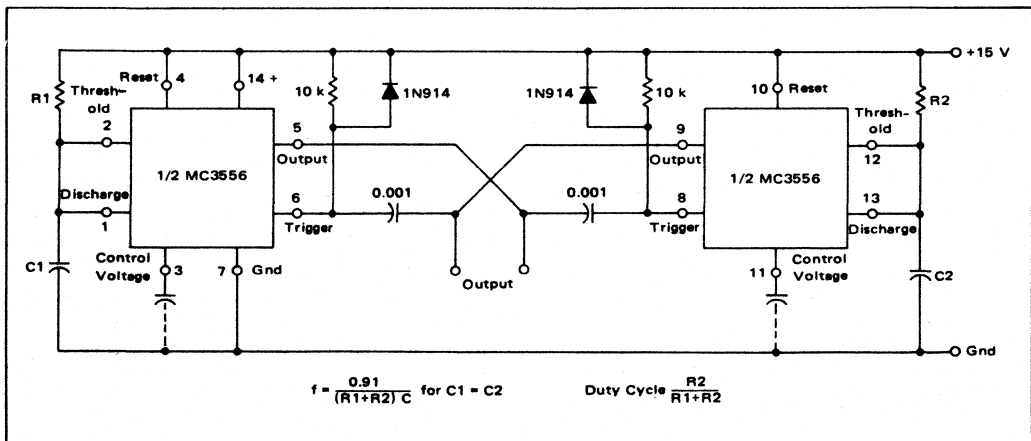 +15 V
R1
Thresh-
old
2
Reset
4
14 +
10 k
1N914
1N914
10 k
10
Reset
Thresh-
old
12
R2
5
Output
9
Output
1/2 MC3556
1/2 MC3556
Discharge
1
6
Trigger
0.001
0.001
8
Trigger
13
Discharge
C1
Control
Voltage
3
7
Gnd
Output
Control
Voltage
11
C2
Gnd
f = 0.91 / (R1+R2) C for C1 = C2
Duty Cycle R2 / R1+R2